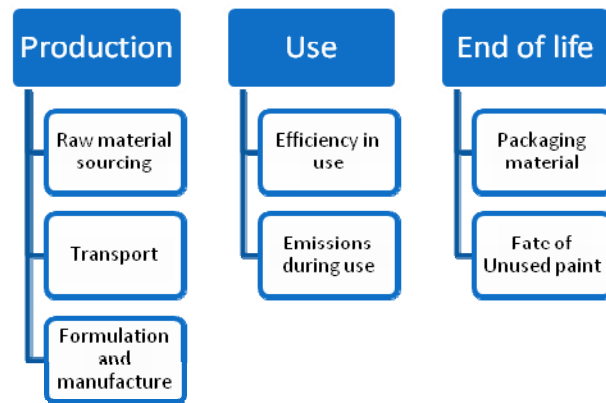 Production
Raw material
sourcing
Transport
Formulation
and
manufacture
Use
Efficiency in
use
Emissions
during use
End of life
Packaging
material
Fate of
Unused paint